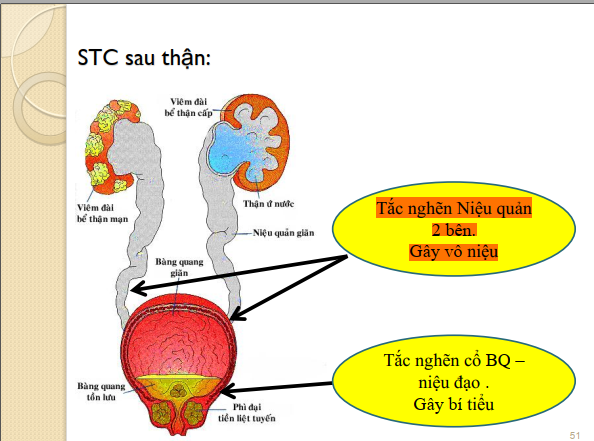 STC sau thận:
Viêm đài
bể thận cấp
Viêm đài
bể thận mạn
Thận ứ nước
Niệu quản giãn
Bàng quang
giãn
Bàng quang
tồn lưu
Phì đại
tiền liệt tuyến
Tắc nghẽn Niệu quản
2 bên.
Gây vô niệu
Tắc nghẽn cổ BQ –
niệu đạo .
Gây bí tiểu
51